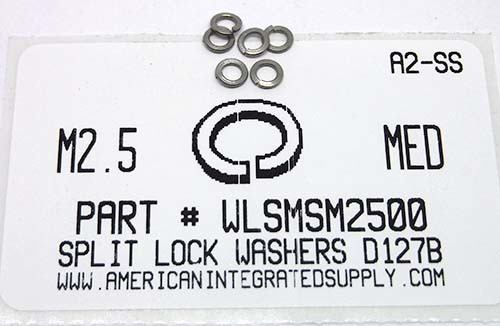 A2-SS
M2.5 MED
PART # WLSMSM2500
SPLIT LOCK WASHERS D127B
WWW.AMERICANINTEGRATEDSUPPLY.COM